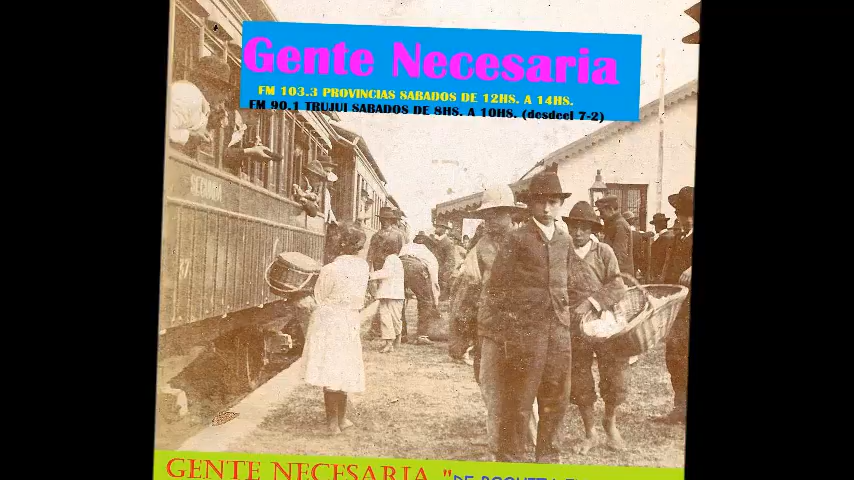 Gente Necesaria
FM 103.3 PROVINCIAS SABADOS DE 12HS. A 14HS.
FM 90.1 TRUJUI SABADOS DE 8HS. A 10HS. (desdeel 7-2)
GENTE NECESARIA "DE